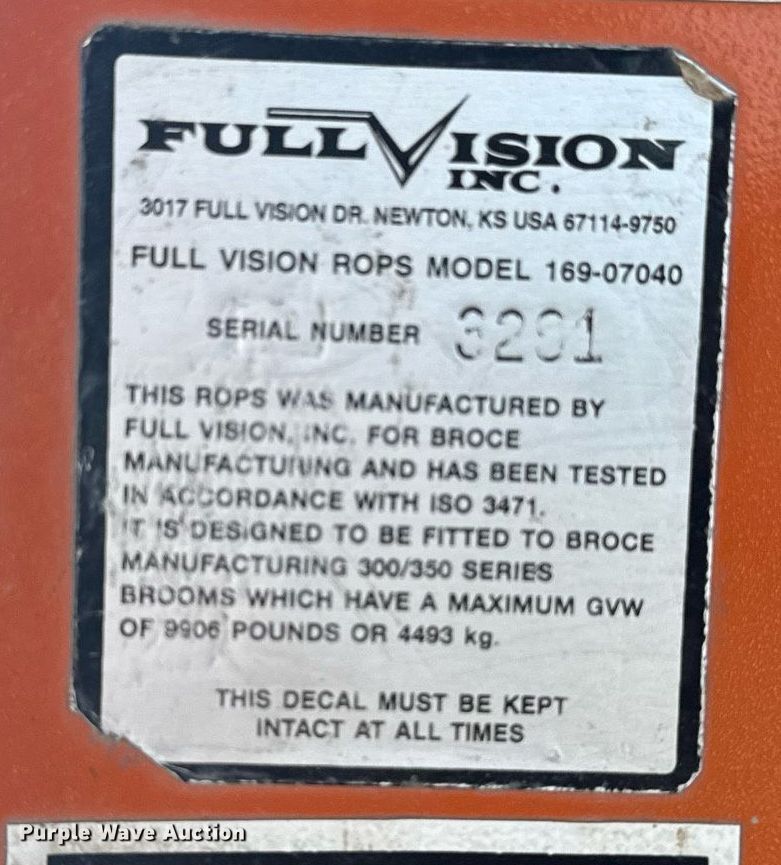 FULL VISION
INC.
3017 FULL VISION DR. NEWTON, KS USA 67114-9750
FULL VISION ROPS MODEL 169-07040
SERIAL NUMBER
THIS ROPS WAS MANUFACTURED BY
FULL VISION, INC. FOR BROCE
MANUFACTURING AND HAS BEEN TESTED
IN ACCORDANCE WITH ISO 3471.
IT IS DESIGNED TO BE FITTED TO BROCE
MANUFACTURING 300/350 SERIES
BROOMS WHICH HAVE A MAXIMUM GVW
OF 9906 POUNDS OR 4493 kg.
THIS DECAL MUST BE KEPT
INTACT AT ALL TIMES
Purple Wave Auction